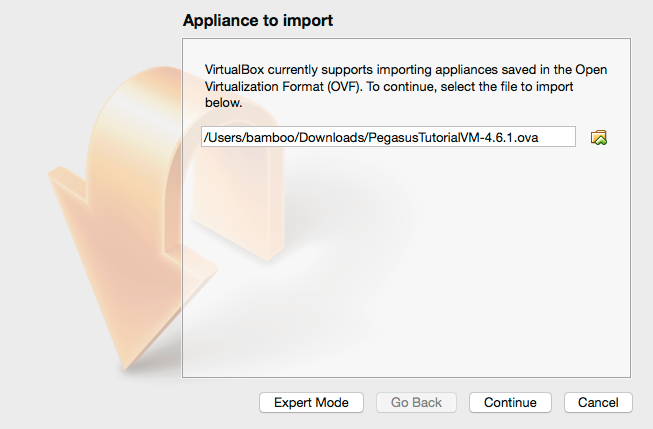 Appliance to import
VirtualBox currently supports importing appliances saved in the Open
Virtualization Format (OVF). To continue, select the file to import
below.
/Users/bamboo/Downloads/PegasusTutorialVM-4.6.1.ova
Expert Mode
Go Back
Continue
Cancel